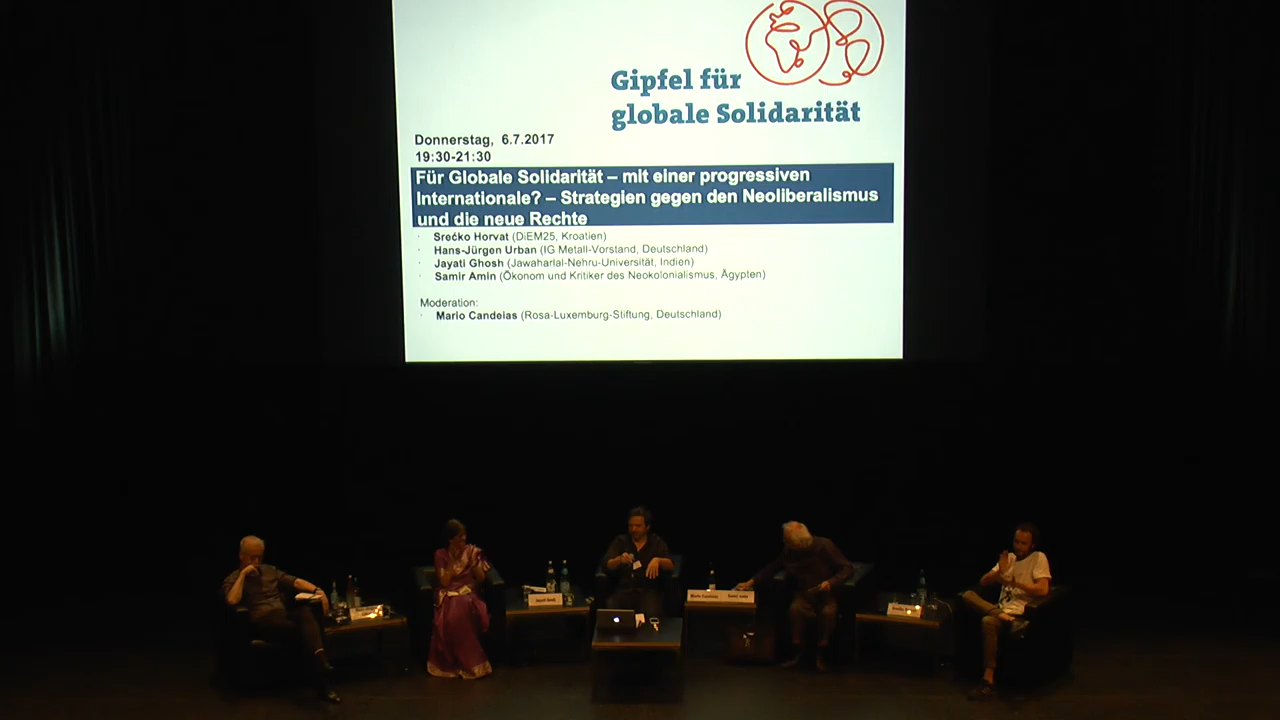 Gipfel für
globale Solidarität
Donnerstag, 6.7.2017
19:30-21:30
Für Globale Solidarität – mit einer progressiven
Internationale? – Strategien gegen den Neoliberalismus
und die neue Rechte
· Srećko Horvat (DiEM25, Kroatien)
· Hans-Jürgen Urban (IG Metall-Vorstand, Deutschland)
· Jayati Ghosh (Jawaharlal-Nehru-Universität, Indien)
· Samir Amin (Ökonom und Kritiker des Neokolonialismus, Ägypten)
Moderation:
· Mario Candeias (Rosa-Luxemburg-Stiftung, Deutschland)